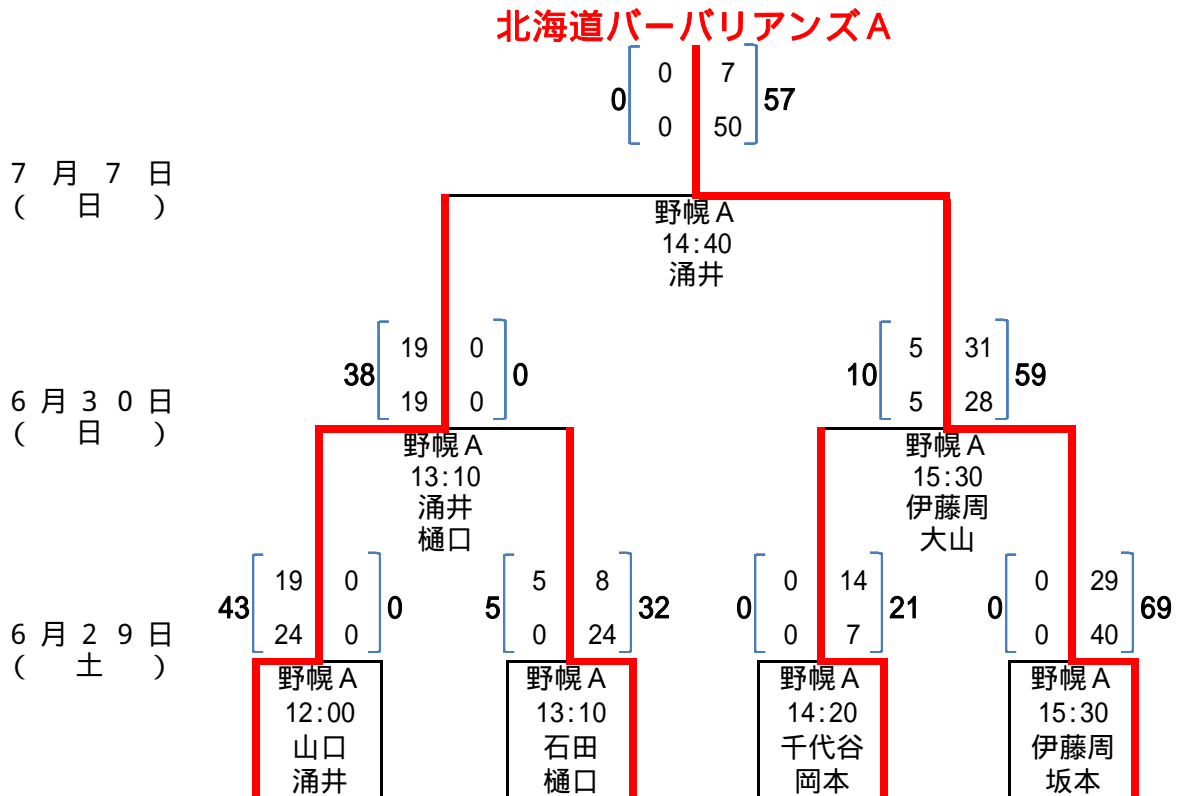 北海道バーバリアンズA
0 7
0 57
0 50
7月7日
(日)
野幌A
14:40
涌井
19 0 5 31
38 0 10 59
19 0 5 28
6月30日
(日)
野幌A 野幌A
13:10 15:30
涌井 伊藤周
樋口 大山
19 0 5 8 0 14 0 29
43 0 5 32 0 21 0 69
24 0 0 24 0 7 0 40
6月29日
(土)
野幌A 野幌A 野幌A 野幌A
12:00 13:10 14:20 15:30
山口 石田 千代谷 伊藤周
涌井 樋口 岡本 坂本